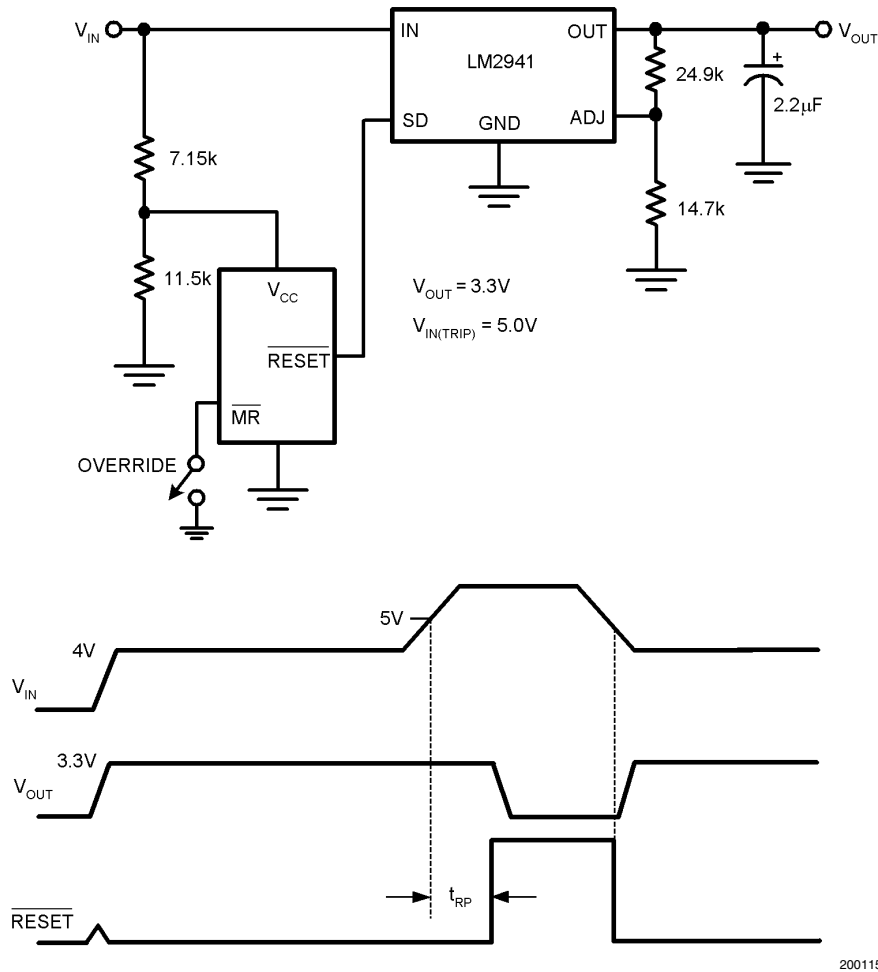 V_IN
IN
OUT
V_OUT
LM2941
24.9k
2.2µF
SD
GND
ADJ
7.15k
14.7k
11.5k
V_CC
V_OUT = 3.3V
V_IN(TRIP) = 5.0V
RESET
MR
OVERRIDE
5V
4V
V_IN
3.3V
V_OUT
t_RP
RESET